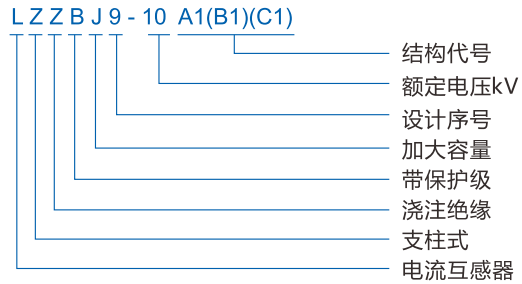 LZZBJ9-10 A1(B1)(C1)
结构代号
额定电压kV
设计序号
加大容量
带保护级
浇注绝缘
支柱式
电流互感器